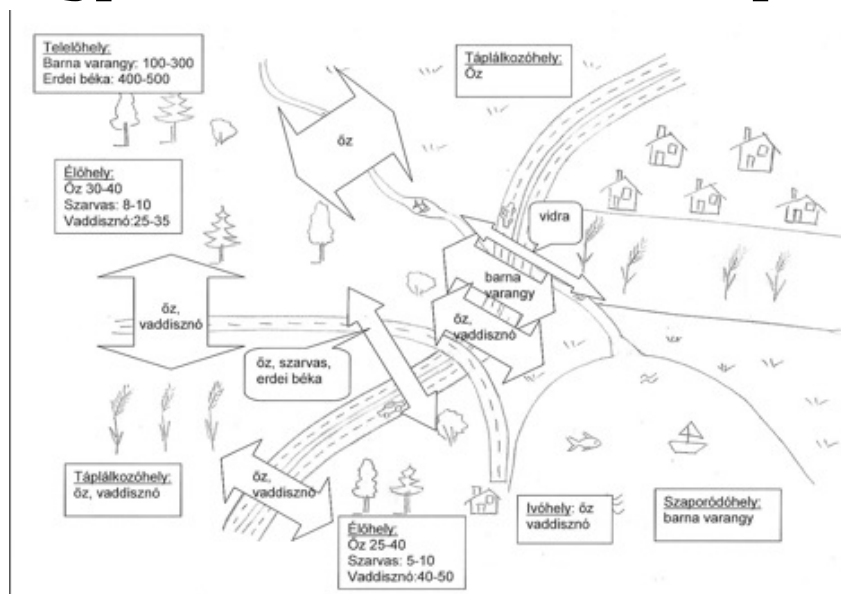 Telelőhely:
Barna varangy: 100-300
Erdei béka: 400-500
Táplálkozóhely:
Őz
őz
Élőhely:
Őz 30-40
Szarvas: 8-10
Vaddisznó:25-35
vidra
barna
varangy
őz,
vaddisznó
őz,
vaddisznó
őz, szarvas,
erdei béka
Táplálkozóhely:
őz, vaddisznó
őz,
vaddisznó
Élőhely:
Őz 25-40
Szarvas: 5-10
Vaddisznó:40-50
Ivóhely: őz
vaddisznó
Szaporódóhely:
barna varangy